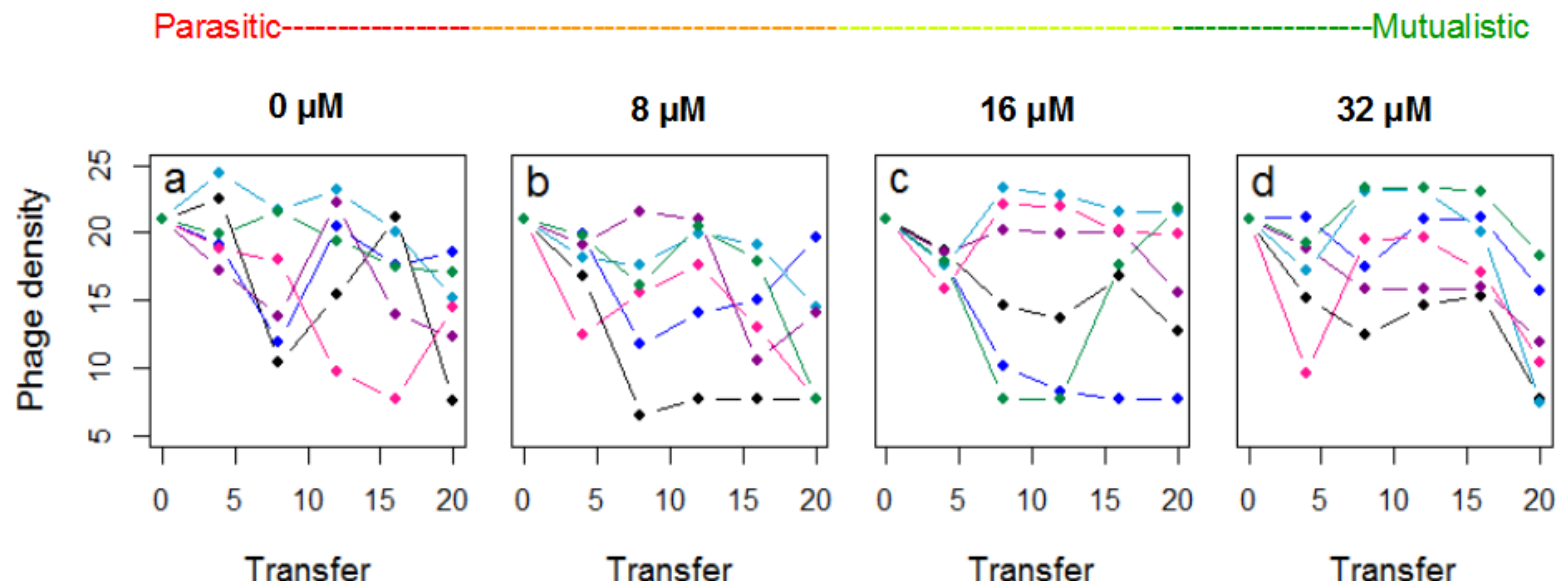 Parasitic Mutualistic
0 µM 8 µM 16 µM 32 µM
a b c d
Phage density
25
20
15
10
5
0 5 10 15 20 0 5 10 15 20 0 5 10 15 20 0 5 10 15 20
Transfer Transfer Transfer Transfer